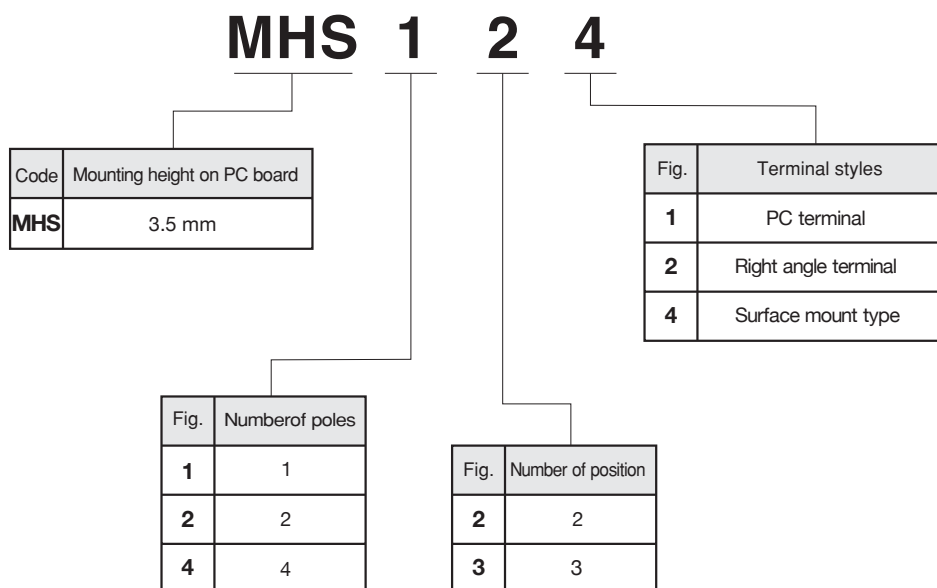 MHS 1 2 4
Code Mounting height on PC board
MHS 3.5 mm
Fig. Terminal styles
1 PC terminal
2 Right angle terminal
4 Surface mount type
Fig. Numberof poles
1 1
2 2
4 4
Fig. Number of position
2 2
3 3